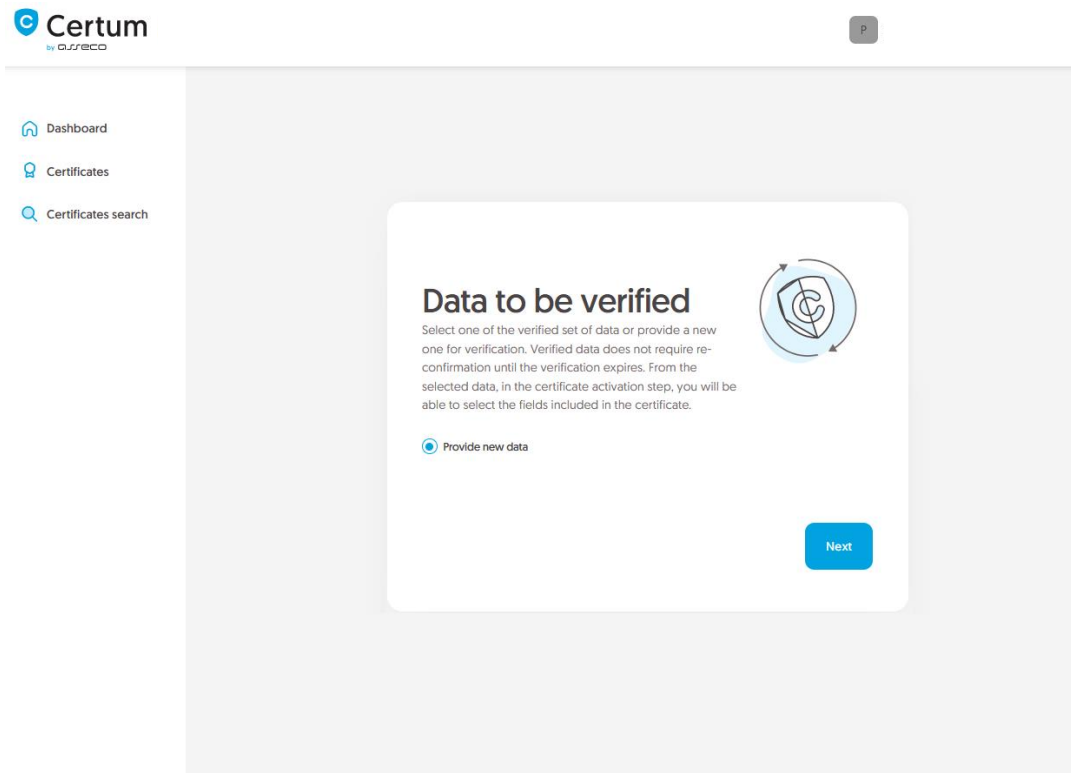 Certum
by asseco
P
Dashboard
Certificates
Certificates search
Data to be verified
Select one of the verified set of data or provide a new
one for verification. Verified data does not require re-
confirmation until the verification expires. From the
selected data, in the certificate activation step, you will be
able to select the fields included in the certificate.
Provide new data
Next